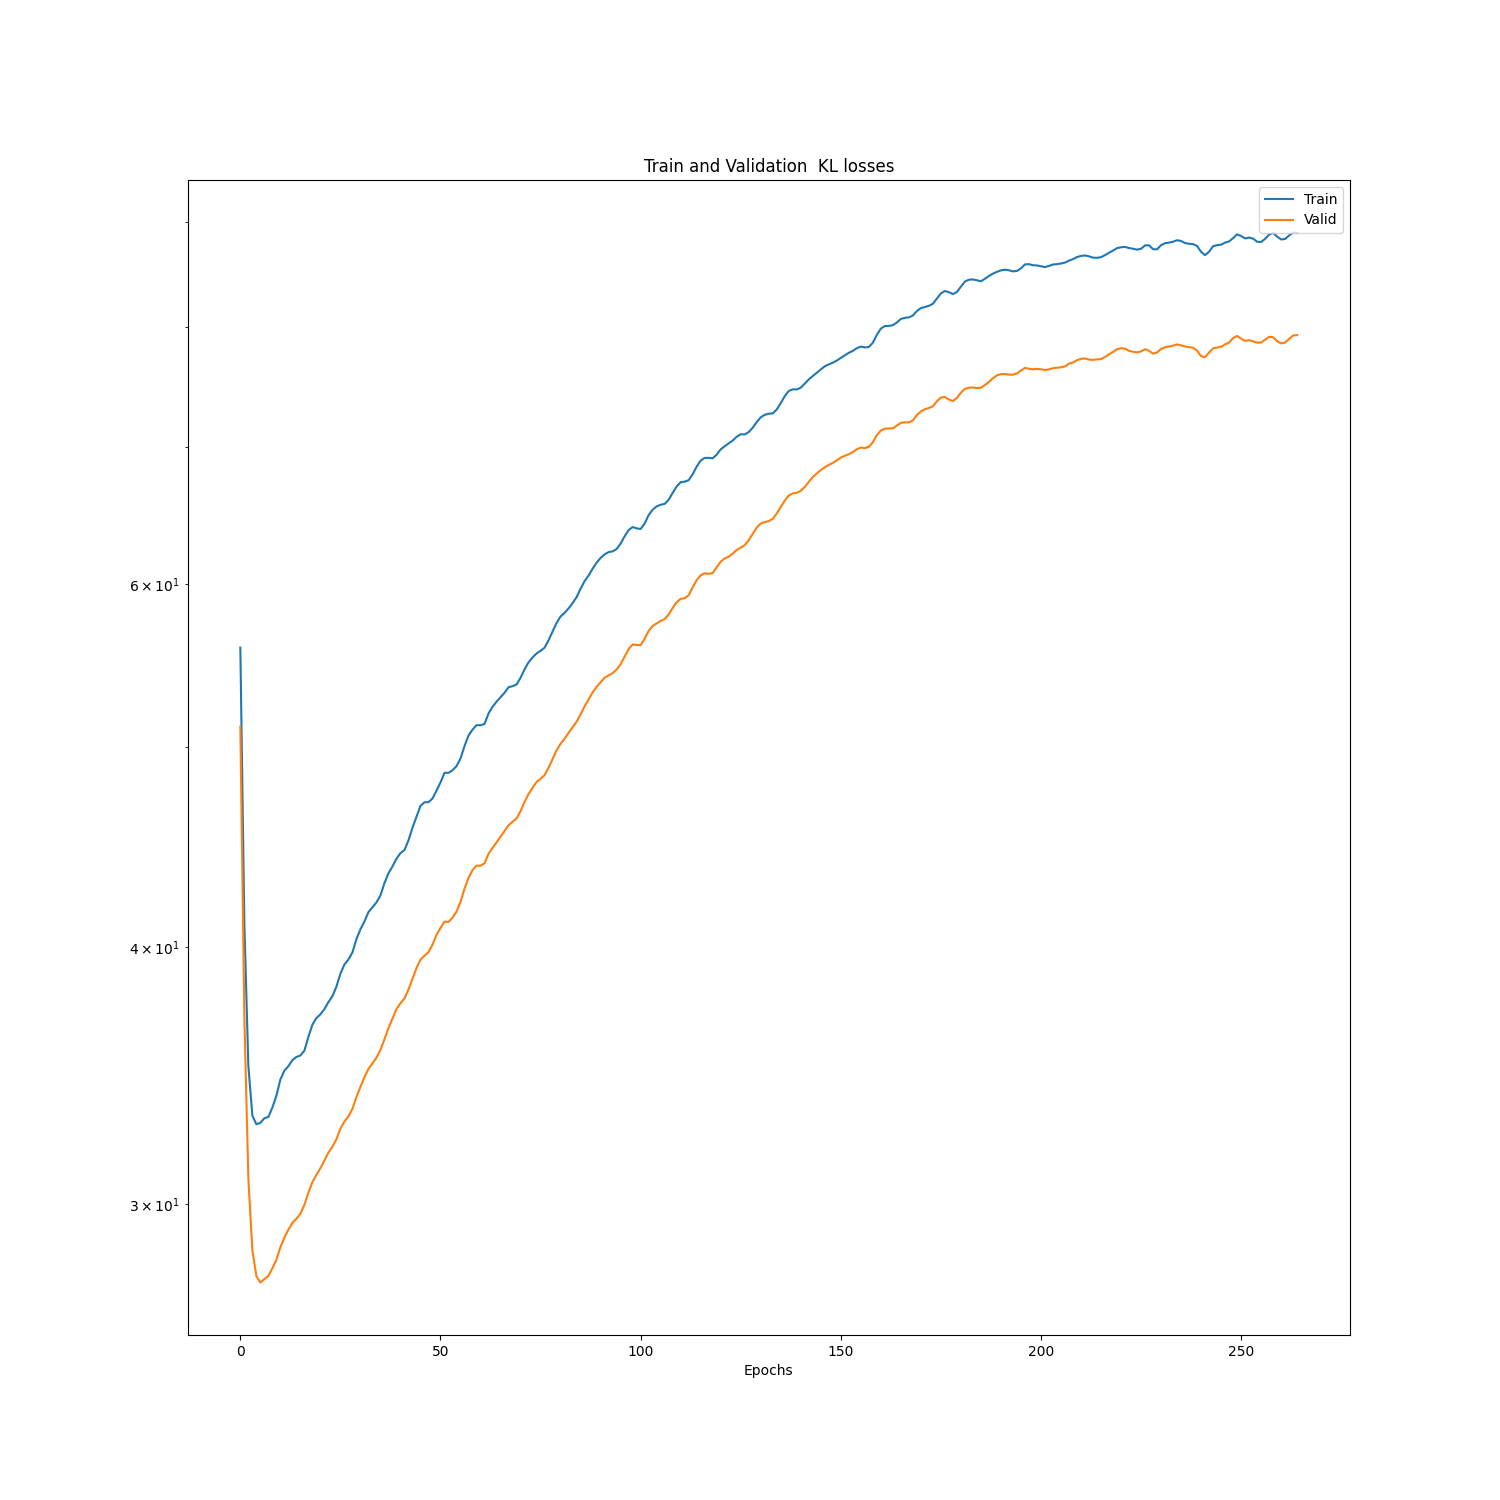 Train and Validation  KL losses
Train
Valid
6 × 10¹
4 × 10¹
3 × 10¹
0 50 100 150 200 250
Epochs